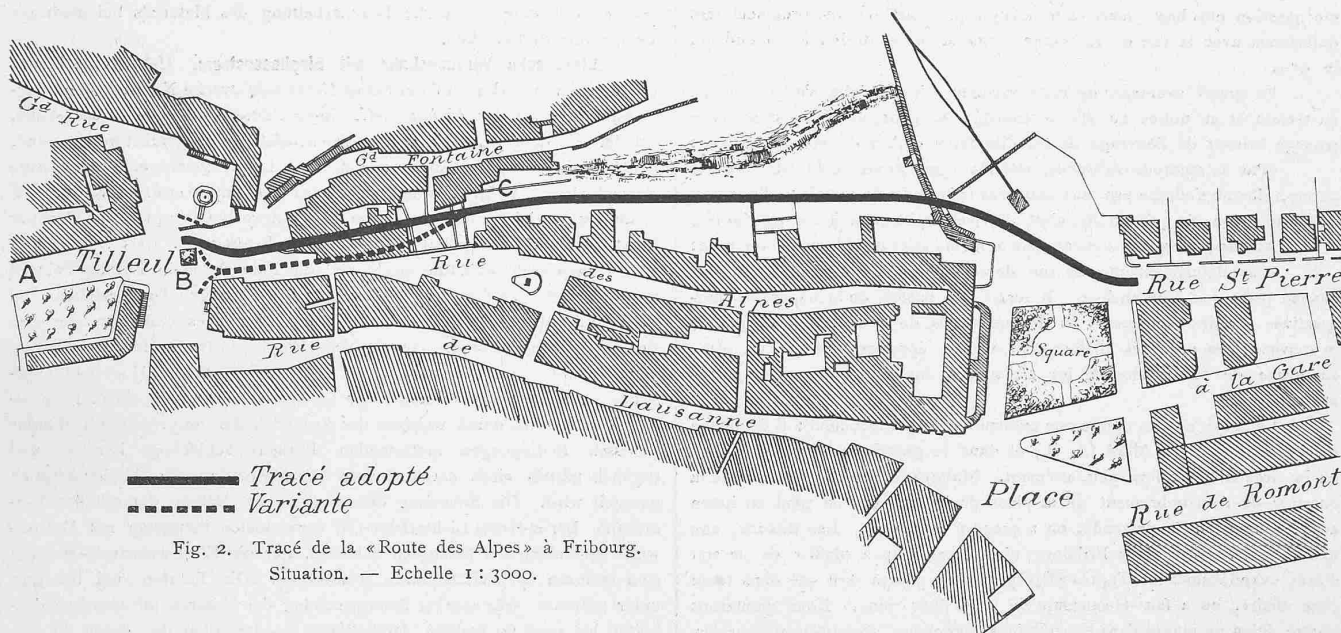 Gd. Rue
Gd. Fontaine
C
A
Tilleul
B
Rue des Alpes
Rue St. Pierre
Rue de Lausanne
Square
à la Gare
Place
Rue de Romont
Tracé adopté
Variante
Fig. 2. — Tracé de la «Route des Alpes» à Fribourg.
Situation. — Echelle 1 : 3000.